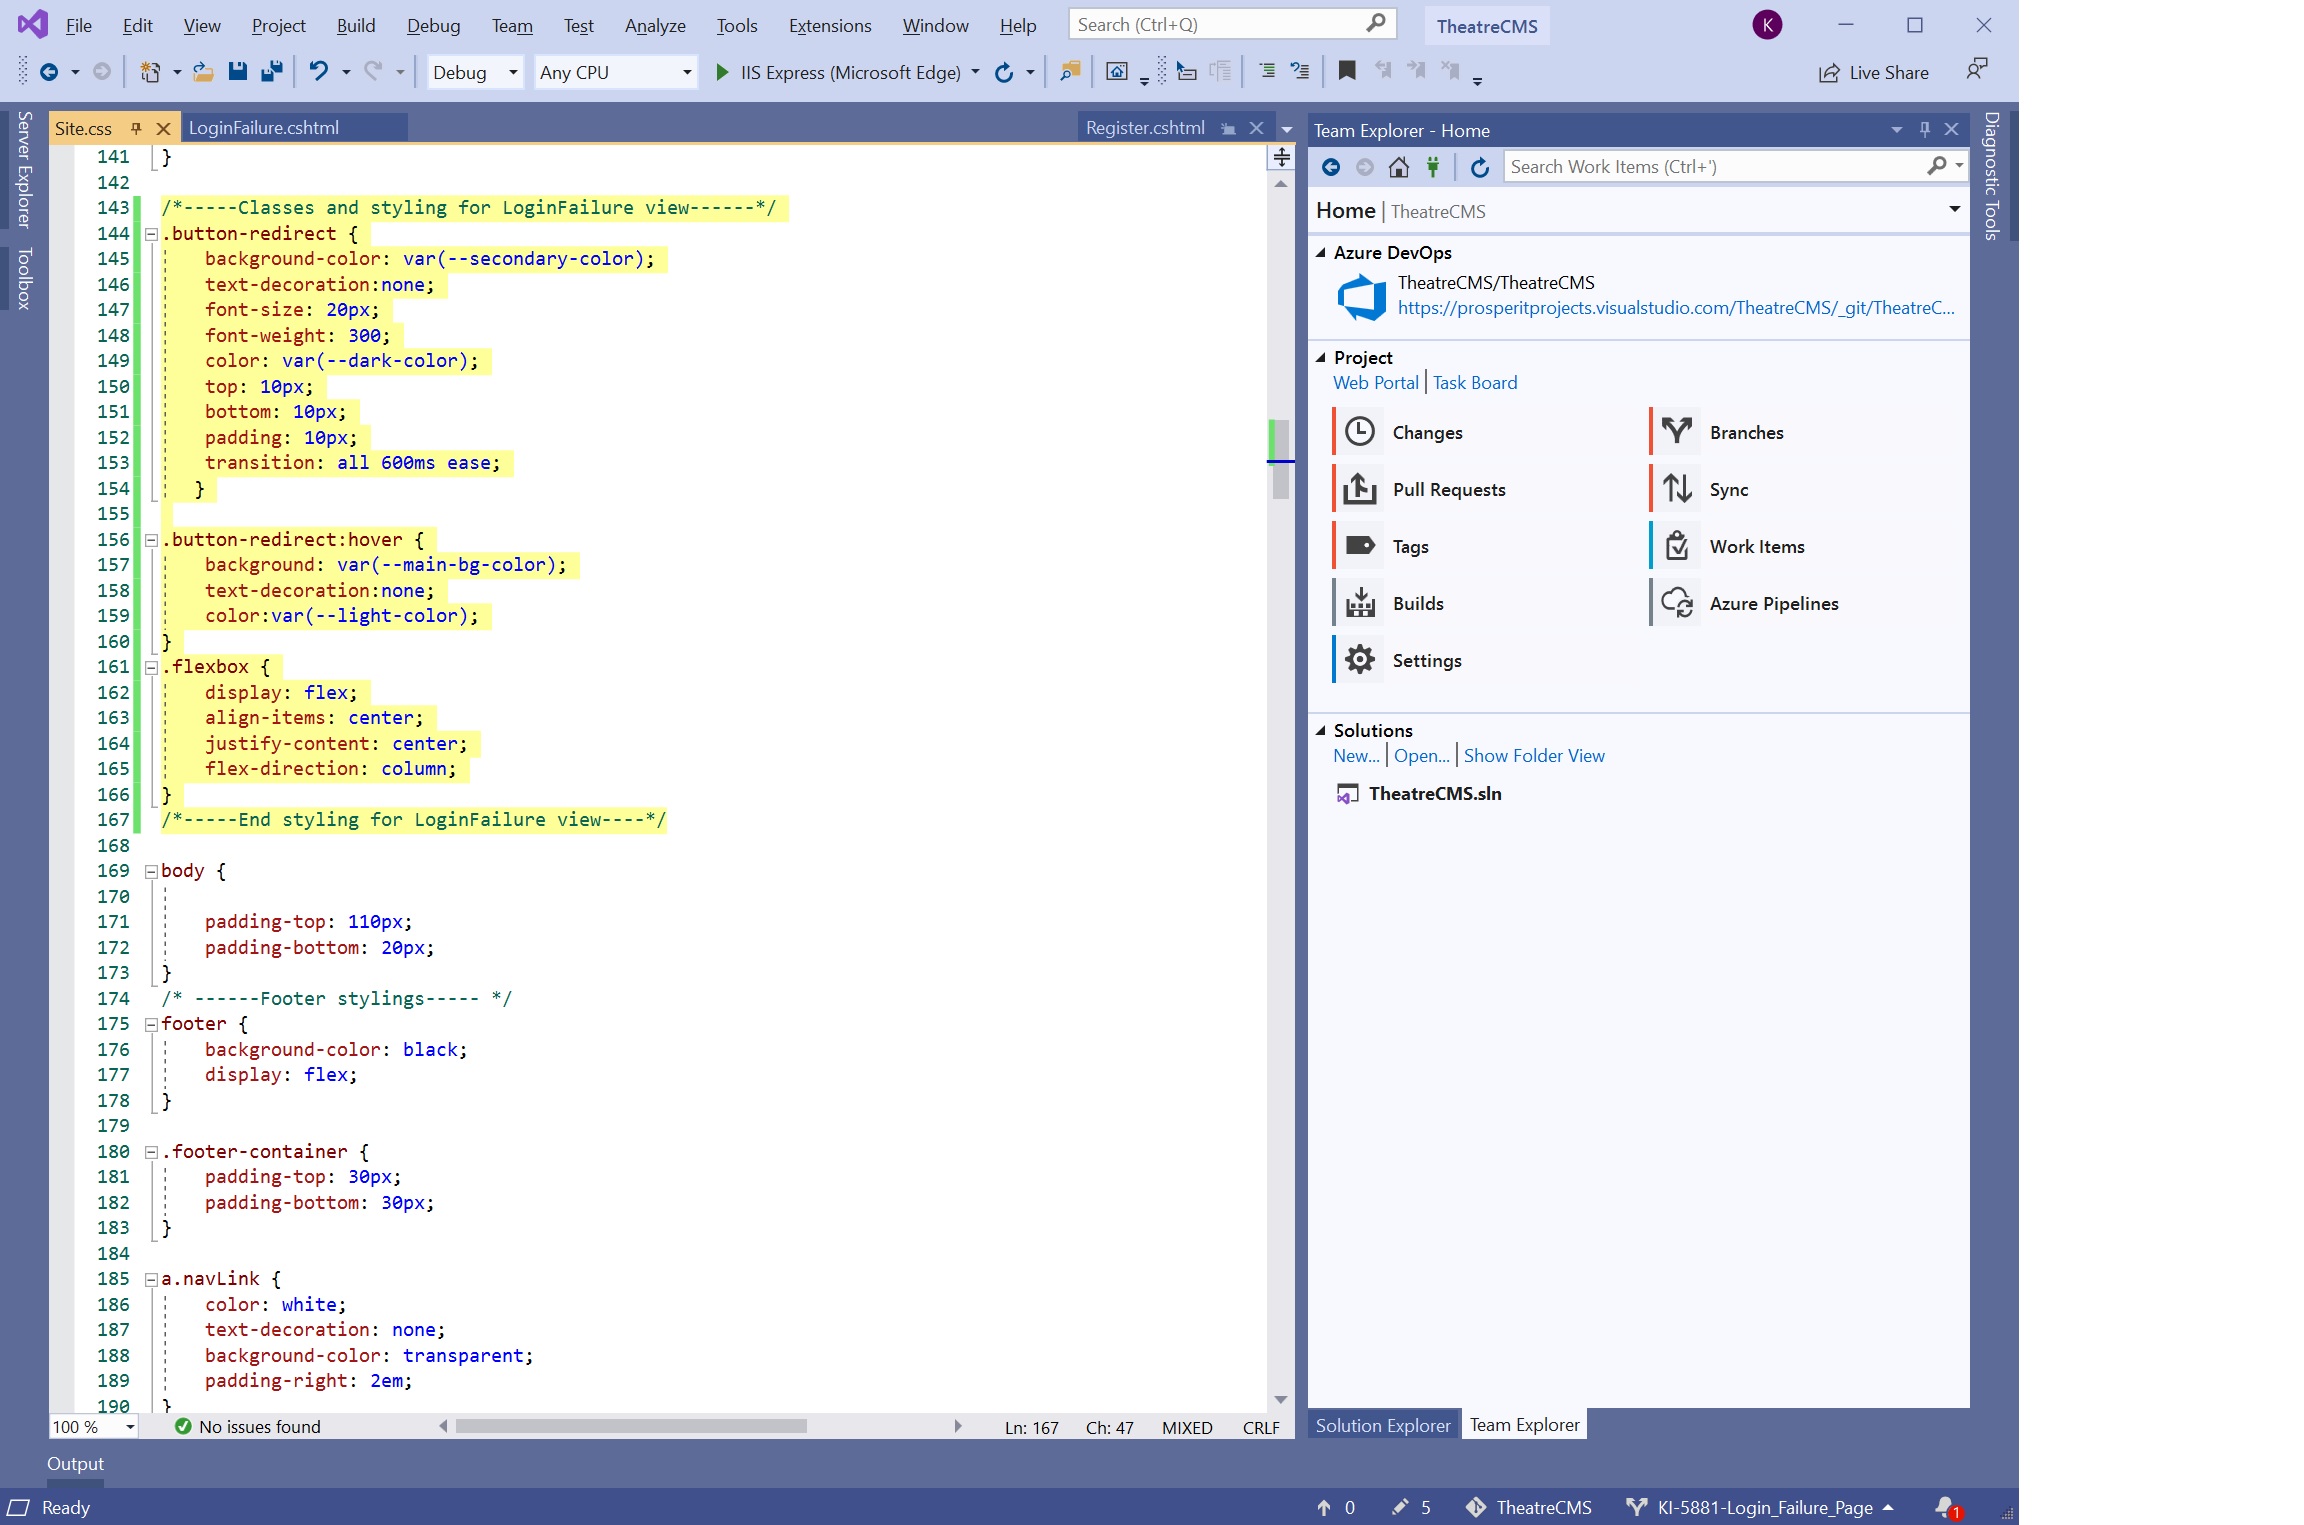 File Edit View Project Build Debug Team Test Analyze Tools Extensions Window Help Search (Ctrl+Q) TheatreCMS K
Debug Any CPU IIS Express (Microsoft Edge) Live Share
Server Explorer
Toolbox
Site.css LoginFailure.cshtml Register.cshtml
141 }
142
143 /*-----Classes and styling for LoginFailure view------*/
144 .button-redirect {
145 background-color: var(--secondary-color);
146 text-decoration:none;
147 font-size: 20px;
148 font-weight: 300;
149 color: var(--dark-color);
150 top: 10px;
151 bottom: 10px;
152 padding: 10px;
153 transition: all 600ms ease;
154 }
155
156 .button-redirect:hover {
157 background: var(--main-bg-color);
158 text-decoration:none;
159 color:var(--light-color);
160 }
161 .flexbox {
162 display: flex;
163 align-items: center;
164 justify-content: center;
165 flex-direction: column;
166 }
167 /*-----End styling for LoginFailure view----*/
168
169 body {
170
171 padding-top: 110px;
172 padding-bottom: 20px;
173 }
174 /* ------Footer stylings----- */
175 footer {
176 background-color: black;
177 display: flex;
178 }
179
180 .footer-container {
181 padding-top: 30px;
182 padding-bottom: 30px;
183 }
184
185 a.navLink {
186 color: white;
187 text-decoration: none;
188 background-color: transparent;
189 padding-right: 2em;
190 }
100 % No issues found Ln: 167 Ch: 47 MIXED CRLF
Team Explorer - Home
Search Work Items (Ctrl+')
Home | TheatreCMS
Azure DevOps
TheatreCMS/TheatreCMS
https://prosperitprojects.visualstudio.com/TheatreCMS/_git/TheatreC...
Project
Web Portal | Task Board
Changes Branches
Pull Requests Sync
Tags Work Items
Builds Azure Pipelines
Settings
Solutions
New... | Open... | Show Folder View
TheatreCMS.sln
Solution Explorer Team Explorer
Diagnostic Tools
Output
Ready 0 5 TheatreCMS KI-5881-Login_Failure_Page 1